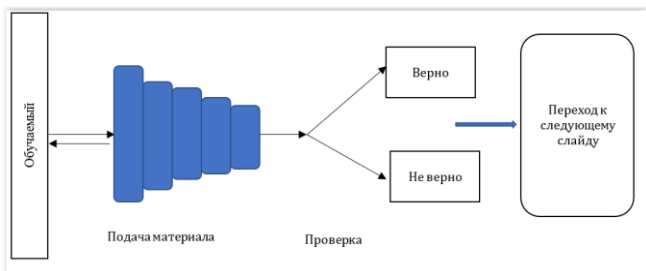 Обучаемый
Подача материала
Проверка
Верно
Не верно
Переход к
следующему
слайду